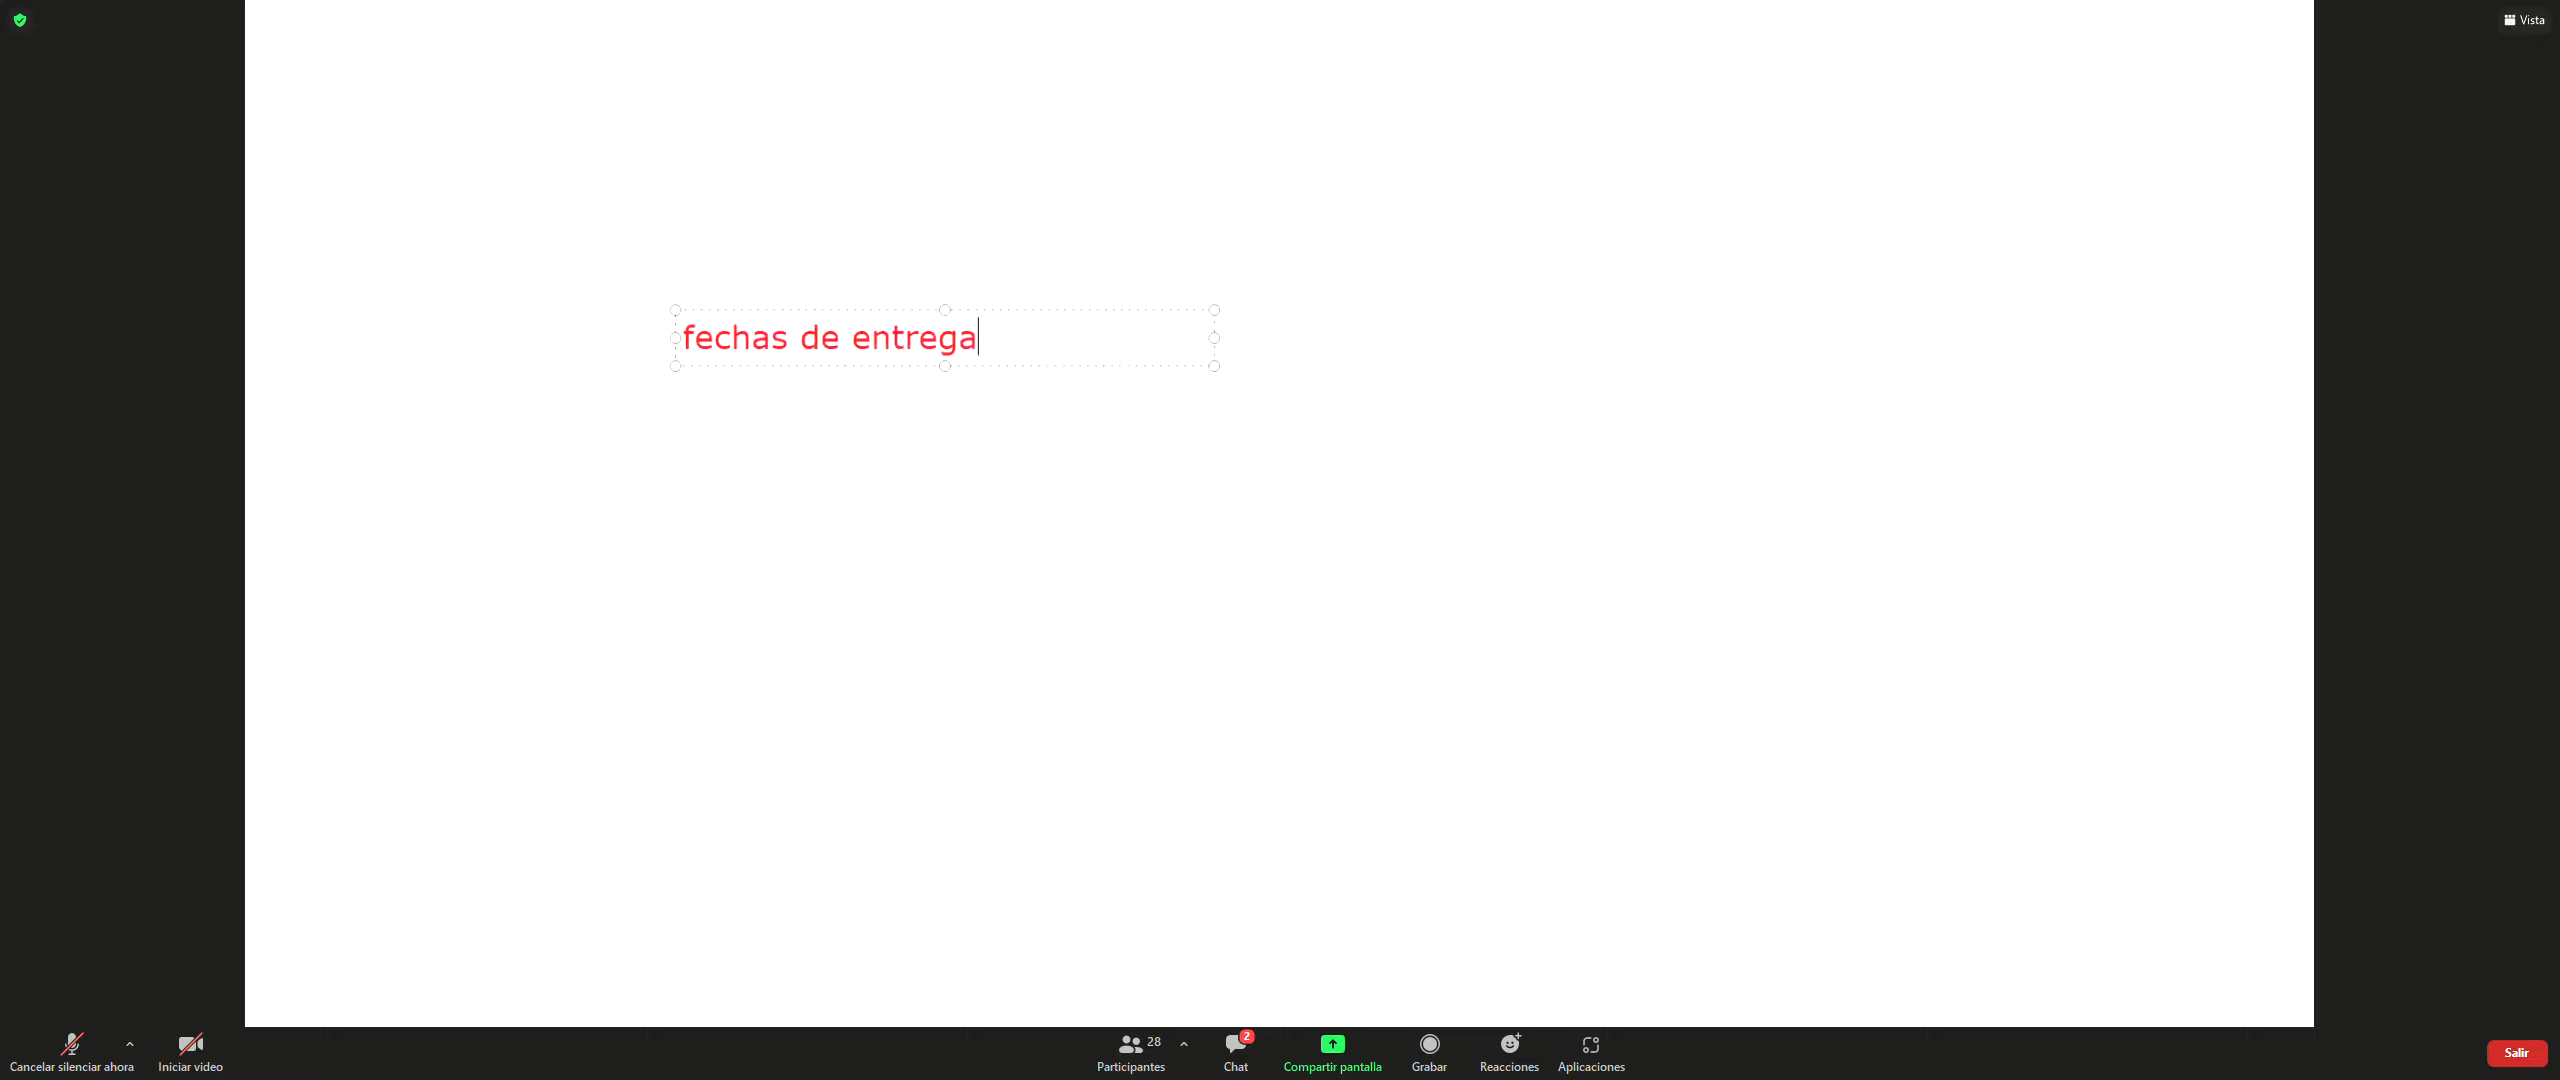 Vista
fechas de entrega
Cancelar silenciar ahora
Iniciar video
28
Participantes
2
Chat
Compartir pantalla
Grabar
Reacciones
Aplicaciones
Salir